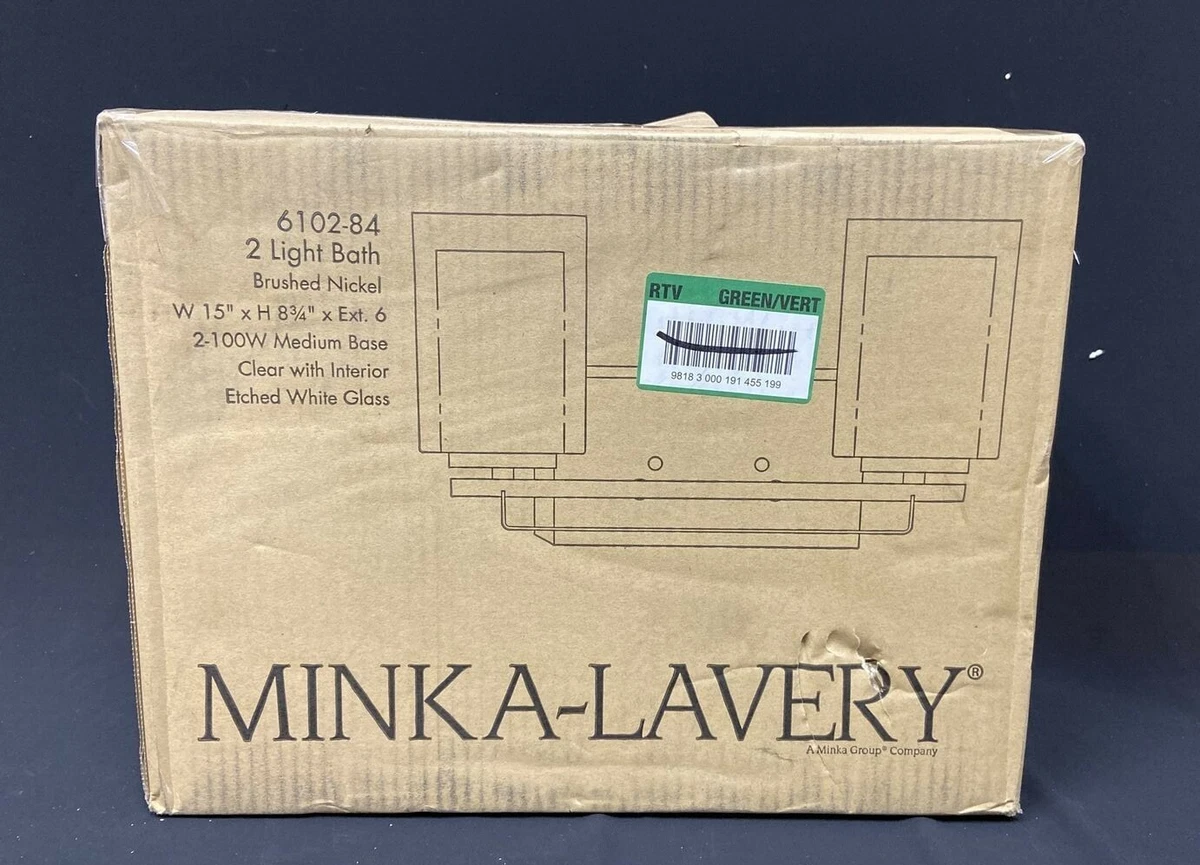 6102-84
2 Light Bath
Brushed Nickel
W 15" x H 8¾" x Ext. 6
2-100W Medium Base
Clear with Interior
Etched White Glass
RTV GREEN/VERT
9818 3 000 191 455 199
MINKA-LAVERY®
A Minka Group® Company